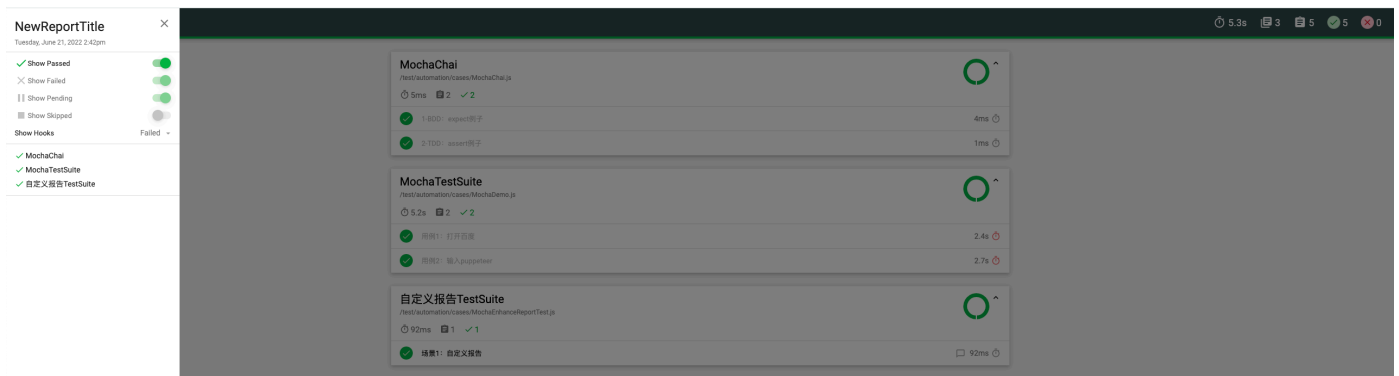 NewReportTitle
Tuesday, June 21, 2022 2:42pm
Show Passed
Show Failed
Show Pending
Show Skipped
Show Hooks Failed
MochaChai
MochaTestSuite
自定义报告TestSuite
5.3s 3 5 5 0
MochaChai
/test/automation/cases/MochaChai.js
5ms 2 2
1-BDD：expect例子 4ms
2-TDD：assert例子 1ms
MochaTestSuite
/test/automation/cases/MochaDemo.js
5.2s 2 2
用例1：打开百度 2.4s
用例2：输入puppeteer 2.7s
自定义报告TestSuite
/test/automation/cases/MochaEnhanceReportTest.js
92ms 1 1
场景1：自定义报告 92ms